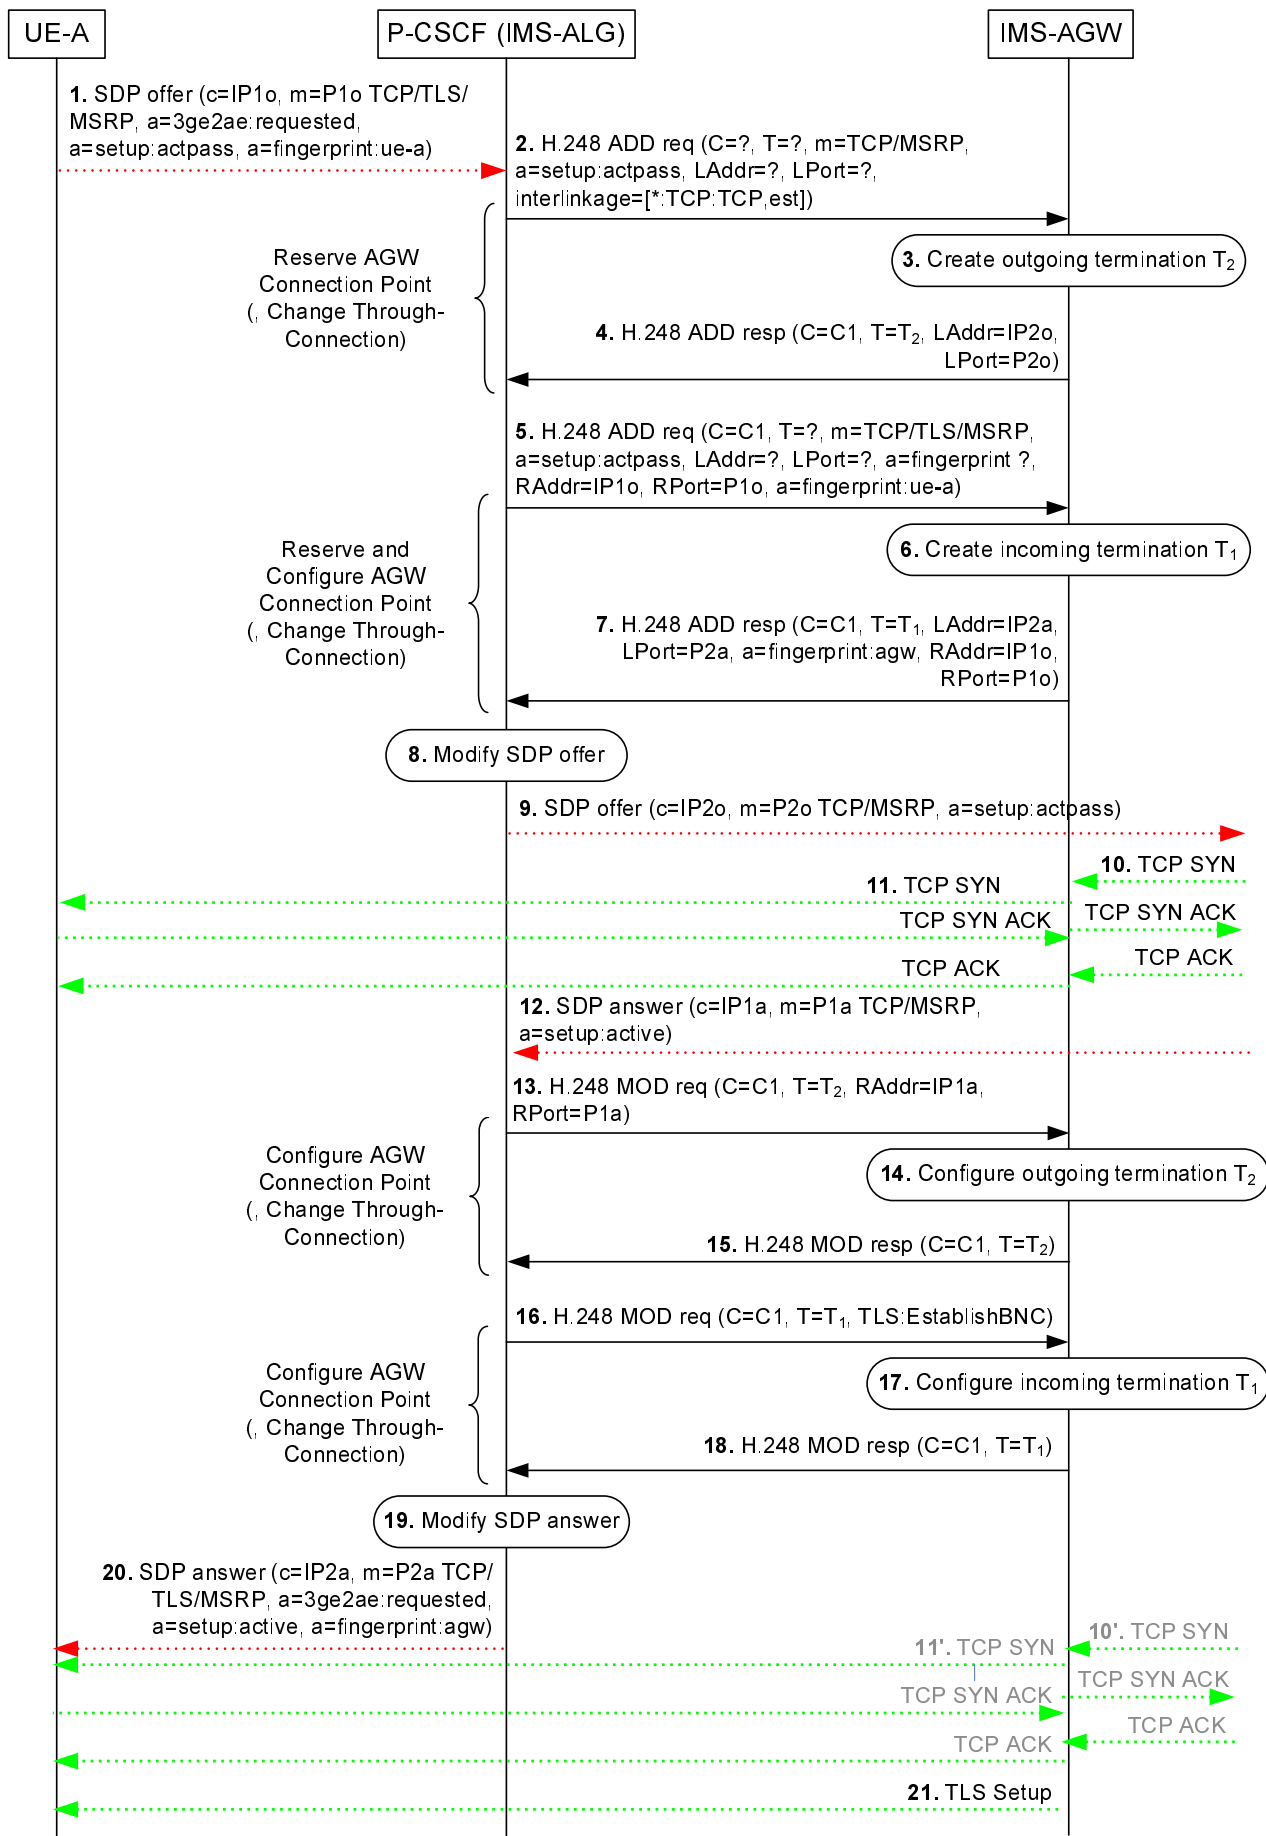 UE-A
P-CSCF (IMS-ALG)
IMS-AGW
1. SDP offer (c=IP1o, m=P1o TCP/TLS/
MSRP, a=3ge2ae:requested,
a=setup:actpass, a=fingerprint:ue-a)
2. H.248 ADD req (C=?, T=?, m=TCP/MSRP,
a=setup:actpass, LAddr=?, LPort=?,
interlinkage=[*:TCP:TCP,est])
Reserve AGW
Connection Point
(, Change Through-
Connection)
3. Create outgoing termination T2
4. H.248 ADD resp (C=C1, T=T2, LAddr=IP2o,
LPort=P2o)
5. H.248 ADD req (C=C1, T=?, m=TCP/TLS/MSRP,
a=setup:actpass, LAddr=?, LPort=?, a=fingerprint ?,
RAddr=IP1o, RPort=P1o, a=fingerprint:ue-a)
Reserve and
Configure AGW
Connection Point
(, Change Through-
Connection)
6. Create incoming termination T1
7. H.248 ADD resp (C=C1, T=T1, LAddr=IP2a,
LPort=P2a, a=fingerprint:agw, RAddr=IP1o,
RPort=P1o)
8. Modify SDP offer
9. SDP offer (c=IP2o, m=P2o TCP/MSRP, a=setup:actpass)
10. TCP SYN
11. TCP SYN
TCP SYN ACK
TCP SYN ACK
TCP ACK
TCP ACK
12. SDP answer (c=IP1a, m=P1a TCP/MSRP,
a=setup:active)
13. H.248 MOD req (C=C1, T=T2, RAddr=IP1a,
RPort=P1a)
Configure AGW
Connection Point
(, Change Through-
Connection)
14. Configure outgoing termination T2
15. H.248 MOD resp (C=C1, T=T2)
16. H.248 MOD req (C=C1, T=T1, TLS:EstablishBNC)
Configure AGW
Connection Point
(, Change Through-
Connection)
17. Configure incoming termination T1
18. H.248 MOD resp (C=C1, T=T1)
19. Modify SDP answer
20. SDP answer (c=IP2a, m=P2a TCP/
TLS/MSRP, a=3ge2ae:requested,
a=setup:active, a=fingerprint:agw)
10'. TCP SYN
11'. TCP SYN
TCP SYN ACK
TCP SYN ACK
TCP ACK
TCP ACK
21. TLS Setup